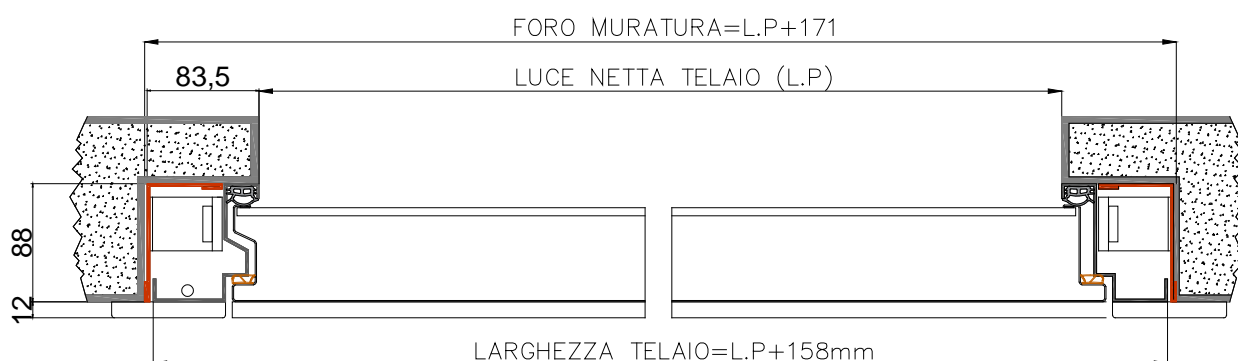 FORO MURATURA=L.P+171
83,5
LUCE NETTA TELAIO (L.P)
88
12
LARGHEZZA TELAIO=L.P+158mm